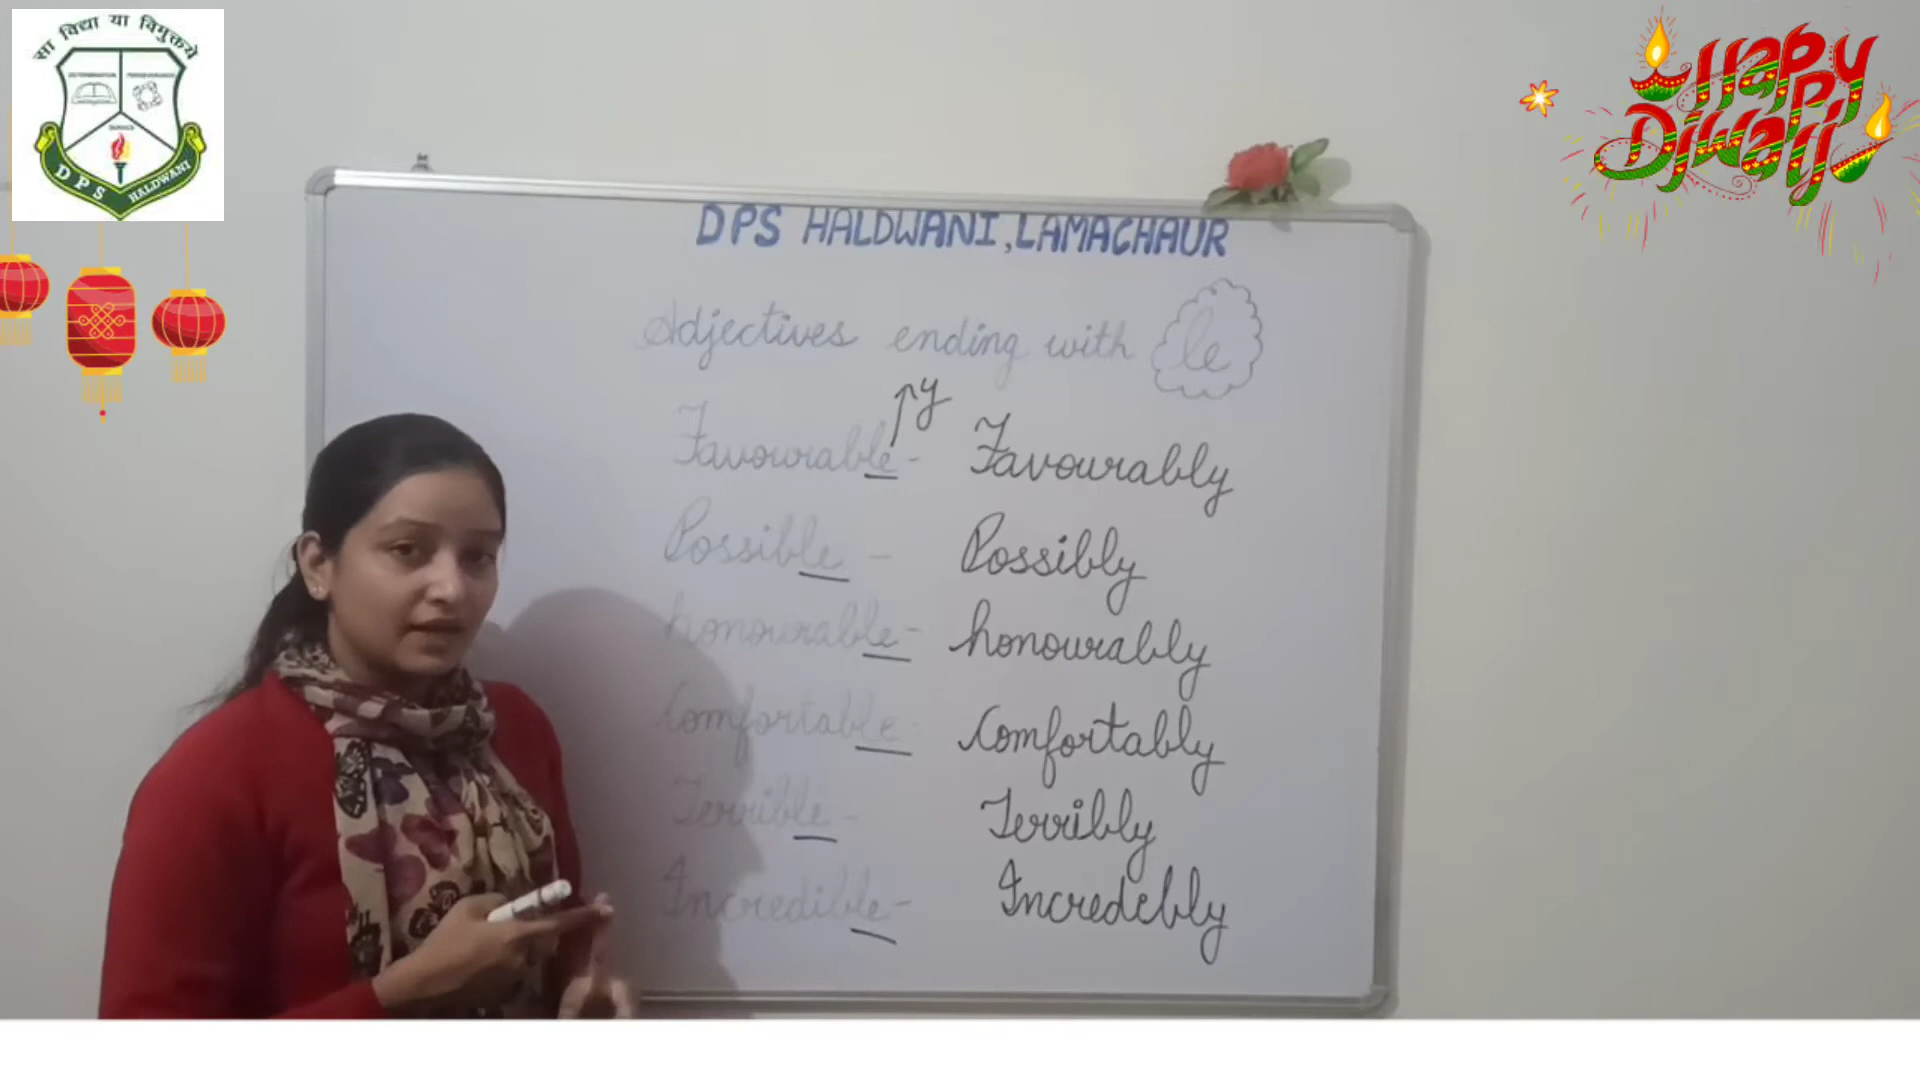 सा विद्या या विमुक्तये
DPS HALDWANI
Happy
Diwali
DPS HALDWANI, LAMACHAUR
Adjectives ending with le
y
Favourable - Favourably
Possible - Possibly
honourable - honourably
Comfortable - Comfortably
Terrible - Terribly
Incredible - Incredebly